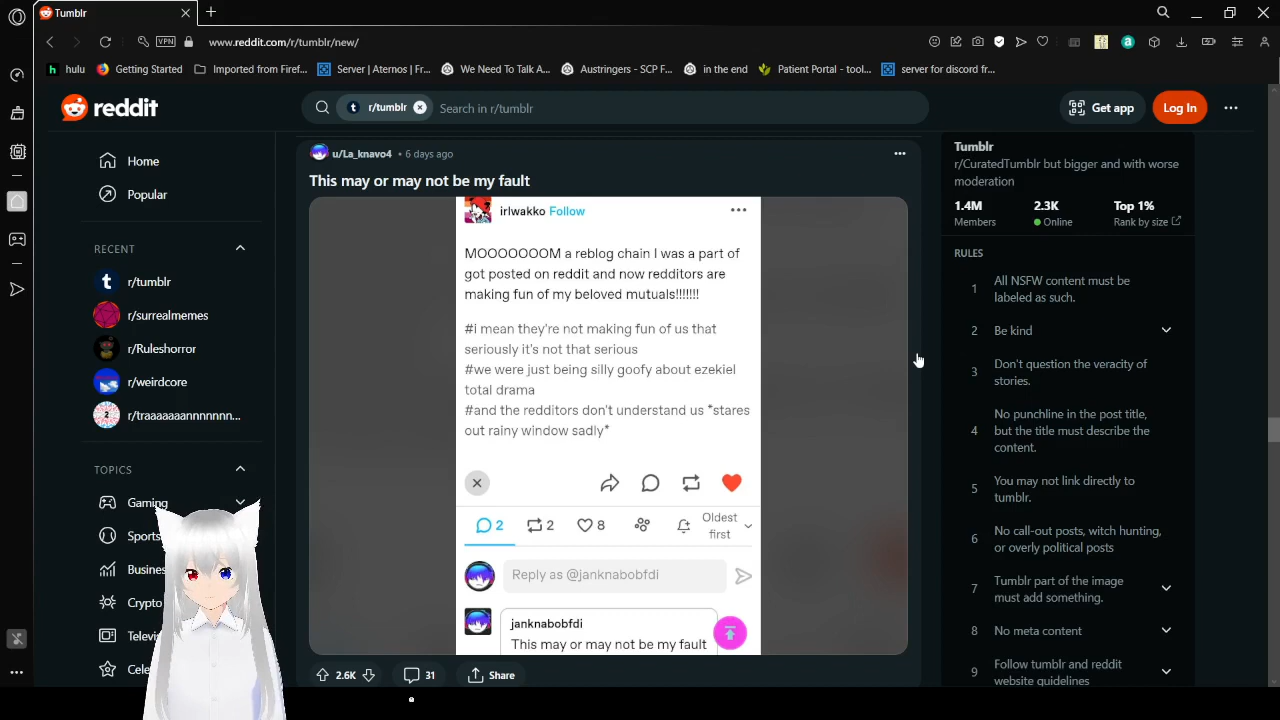 Tumblr
www.reddit.com/r/tumblr/new/
VPN
hulu
Getting Started
Imported from Firef...
Server | Aternos | Fr...
We Need To Talk A...
Austringers - SCP F...
in the end
Patient Portal - tool...
server for discord fr...
reddit
r/tumblr
Search in r/tumblr
Get app
Log In
Home
Popular
RECENT
r/tumblr
r/surrealmemes
r/Ruleshorror
r/weirdcore
r/traaaaaaannnnnnn...
TOPICS
Gaming
Sports
Busines
Crypto
Televi
Cele
u/La_knavo4 • 6 days ago
This may or may not be my fault
irlwakko Follow
MOOOOOOOM a reblog chain I was a part of
got posted on reddit and now redditors are
making fun of my beloved mutuals!!!!!!!
#i mean they're not making fun of us that
seriously it's not that serious
#we were just being silly goofy about ezekiel
total drama
#and the redditors don't understand us *stares
out rainy window sadly*
2
2
8
Oldest
first
Reply as @janknabobfdi
janknabobfdi
This may or may not be my fault
2.6K
31
Share
Tumblr
r/CuratedTumblr but bigger and with worse
moderation
1.4M
2.3K
Top 1%
Members
Online
Rank by size
RULES
1 All NSFW content must be
labeled as such.
2 Be kind
3 Don't question the veracity of
stories.
4 No punchline in the post title,
but the title must describe the
content.
5 You may not link directly to
tumblr.
6 No call-out posts, witch hunting,
or overly political posts
7 Tumblr part of the image
must add something.
8 No meta content
9 Follow tumblr and reddit
website guidelines